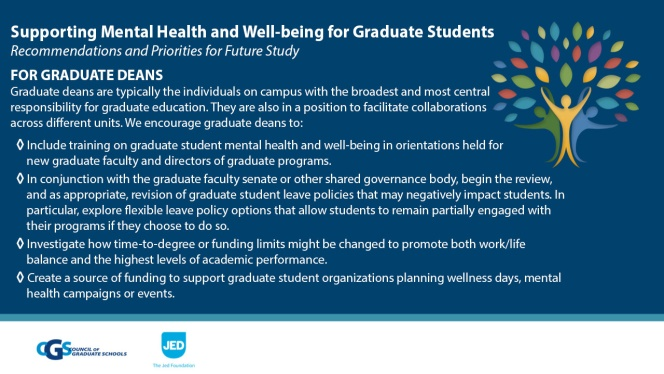 Supporting Mental Health and Well-being for Graduate Students
Recommendations and Priorities for Future Study
FOR GRADUATE DEANS
Graduate deans are typically the individuals on campus with the broadest and most central
responsibility for graduate education. They are also in a position to facilitate collaborations
across different units. We encourage graduate deans to:
◊ Include training on graduate student mental health and well-being in orientations held for
new graduate faculty and directors of graduate programs.
◊ In conjunction with the graduate faculty senate or other shared governance body, begin the review,
and as appropriate, revision of graduate student leave policies that may negatively impact students. In
particular, explore flexible leave policy options that allow students to remain partially engaged with
their programs if they choose to do so.
◊ Investigate how time-to-degree or funding limits might be changed to promote both work/life
balance and the highest levels of academic performance.
◊ Create a source of funding to support graduate student organizations planning wellness days, mental
health campaigns or events.
CGS COUNCIL OF
GRADUATE SCHOOLS
JED
The Jed Foundation